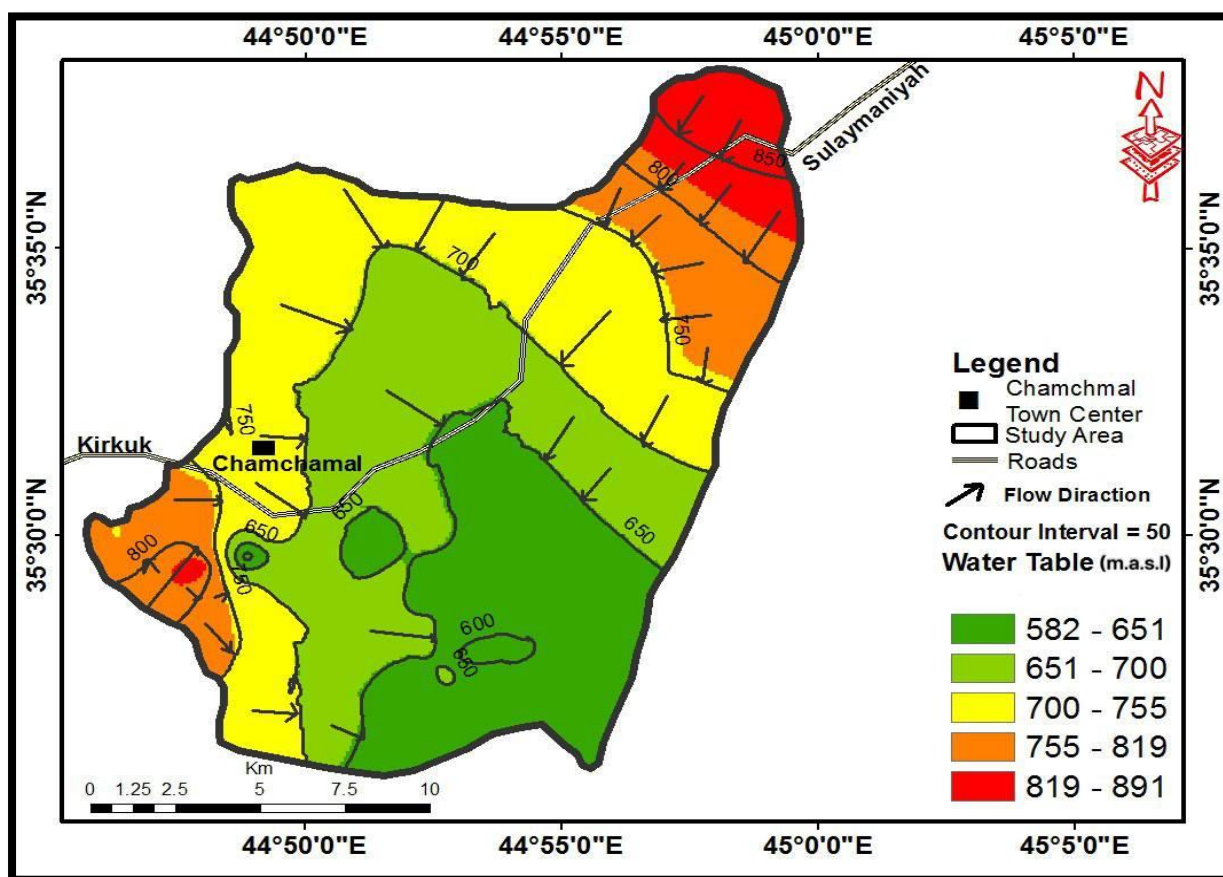 44°50'0"E 44°55'0"E 45°0'0"E 45°5'0"E
N
Sulaymaniyah
850
800
35°35'0"N 35°35'0"N
700
750
Legend
Chamchmal
Town Center
Study Area
Roads
Flow Direction
Contour Interval = 50
Water Table (m.a.s.l)
582 - 651
651 - 700
700 - 755
755 - 819
819 - 891
750
Kirkuk
Chamchamal
650
650
650
35°30'0"N 35°30'0"N
800
750
600
650
Km
0 1.25 2.5 5 7.5 10
44°50'0"E 44°55'0"E 45°0'0"E 45°5'0"E